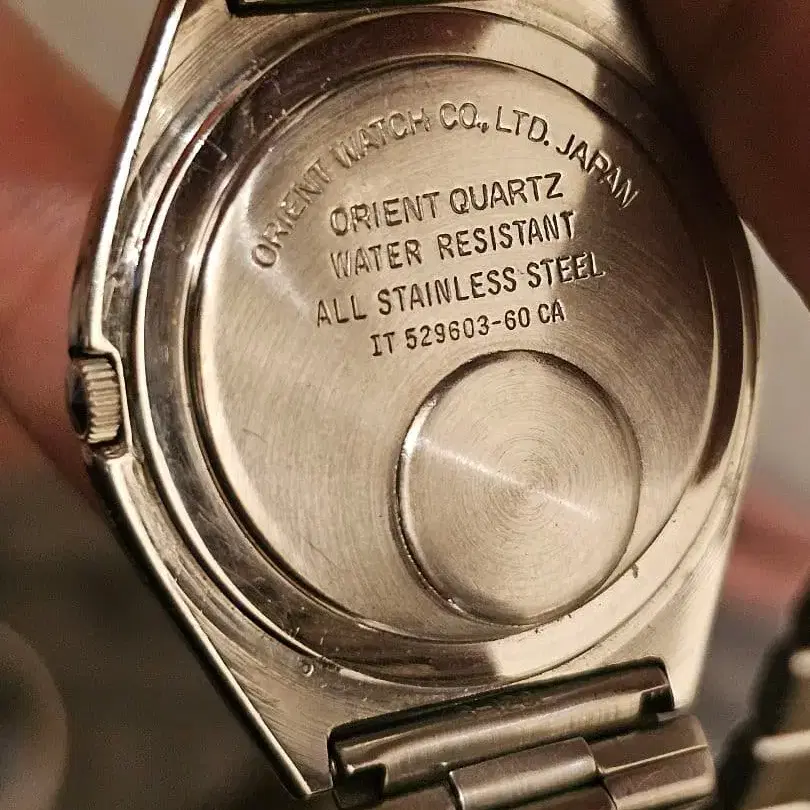 ORIENT WATCH CO., LTD. JAPAN
ORIENT QUARTZ
WATER RESISTANT
ALL STAINLESS STEEL
IT 529603-60 CA